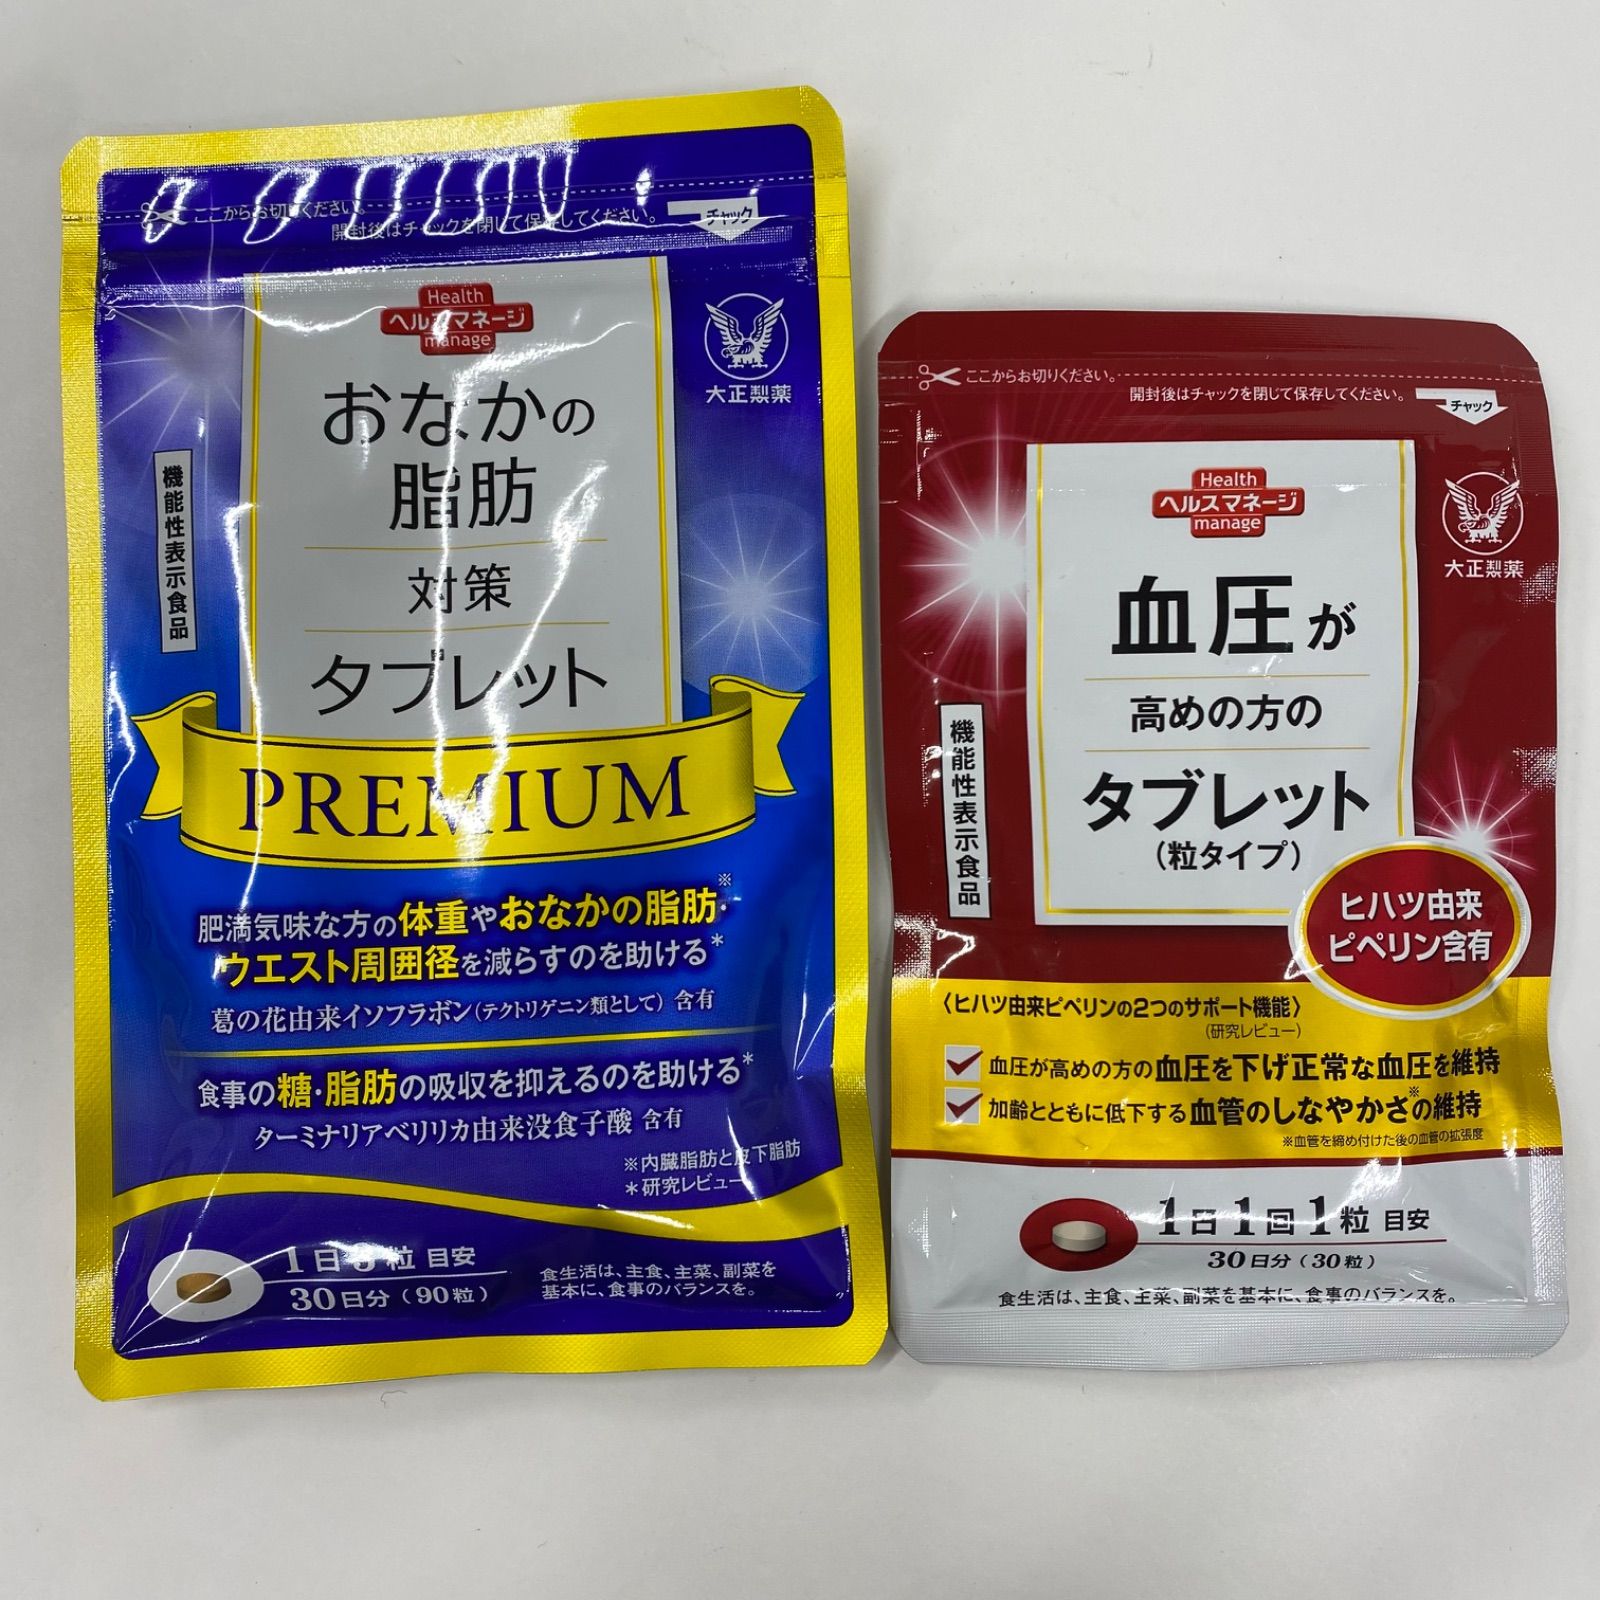 ここからお切りください。
開封後はチャックを閉じて保存してください。
チャック
Health
ヘルスマネージ
manage
大正製薬
おなかの
脂肪
対策
タブレット
機能性表示食品
PREMIUM
肥満気味な方の体重やおなかの脂肪※・
ウエスト周囲径を減らすのを助ける*
葛の花由来イソフラボン(テクトリゲニン類として)含有
食事の糖・脂肪の吸収を抑えるのを助ける*
ターミナリアベリリカ由来没食子酸 含有
※内臓脂肪と皮下脂肪
*研究レビュー
1日3粒 目安
30日分(90粒)
食生活は、主食、主菜、副菜を
基本に、食事のバランスを。
ここからお切りください。
開封後はチャックを閉じて保存してください。
チャック
Health
ヘルスマネージ
manage
大正製薬
血圧が
高めの方の
タブレット
(粒タイプ)
機能性表示食品
ヒハツ由来
ピペリン含有
〈ヒハツ由来ピペリンの2つのサポート機能〉
(研究レビュー)
血圧が高めの方の血圧を下げ正常な血圧を維持
加齢とともに低下する血管のしなやかさ※の維持
※血管を締め付けた後の血管の拡張度
1日1回1粒 目安
30日分(30粒)
食生活は、主食、主菜、副菜を基本に、食事のバランスを。